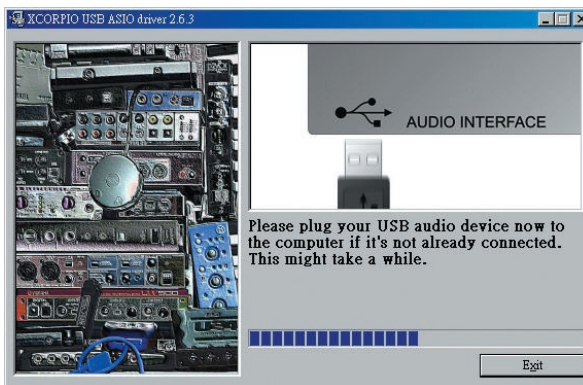 XCORPIO USB ASIO driver 2.6.3
AUDIO INTERFACE
Please plug your USB audio device now to
the computer if it's not already connected.
This might take a while.
Exit